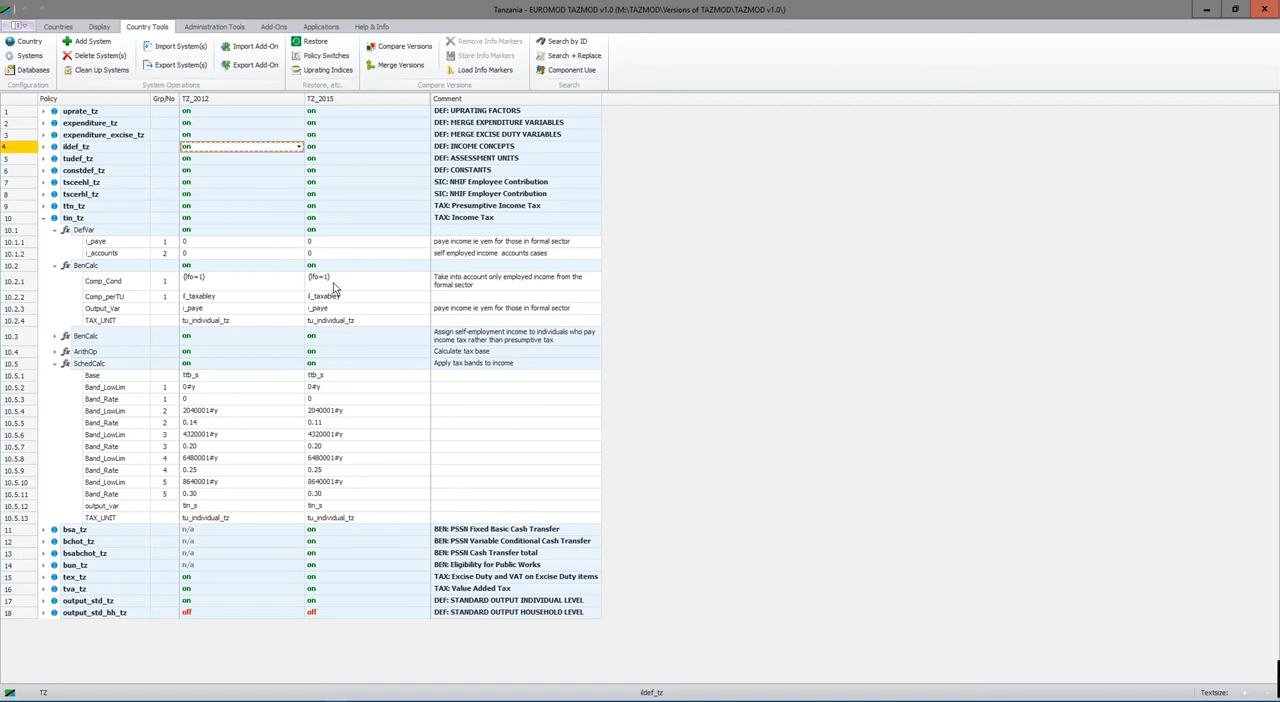 Tanzania - EUROMOD TAZMOD v1.0 (M:\TAZMOD\Versions of TAZMOD\TAZMOD v1.0\)
Countries Display Country Tools Administration Tools Add-Ons Applications Help & Info
Country Add System Import System(s) Import Add-On Restore Compare Versions Remove Info Markers Search by ID
Systems Delete System(s) Policy Switches Store Info Markers Search + Replace
Databases Clean Up Systems Export System(s) Export Add-On Uprating Indices Merge Versions Load Info Markers Component Use
Configuration System Operations Restore, etc. Compare Versions Search
Policy Grp/No TZ_2012 TZ_2015 Comment
1 uprate_tz on on DEF: UPRATING FACTORS
2 expenditure_tz on on DEF: MERGE EXPENDITURE VARIABLES
3 expenditure_excise_tz on on DEF: MERGE EXCISE DUTY VARIABLES
4 ildef_tz on on DEF: INCOME CONCEPTS
5 tudef_tz on on DEF: ASSESSMENT UNITS
6 constdef_tz on on DEF: CONSTANTS
7 tsceehl_tz on on SIC: NHIF Employee Contribution
8 tscerhl_tz on on SIC: NHIF Employer Contribution
9 ttn_tz on on TAX: Presumptive Income Tax
10 tin_tz on on TAX: Income Tax
10.1 fx DefVar on on
10.1.1 i_paye 1 0 0 paye income ie yem for those in formal sector
10.1.2 i_accounts 2 0 0 self employed income accounts cases
10.2 fx BenCalc on on
10.2.1 Comp_Cond 1 {lfo=1} {lfo=1} Take into account only employed income from the
formal sector
10.2.2 Comp_perTU 1 il_taxabley il_taxabley
10.2.3 Output_Var i_paye i_paye paye income ie yem for those in formal sector
10.2.4 TAX_UNIT tu_individual_tz tu_individual_tz
10.3 fx BenCalc on on Assign self-employment income to individuals who pay
income tax rather than presumptive tax
10.4 fx ArithOp on on Calculate tax base
10.5 fx SchedCalc on on Apply tax bands to income
10.5.1 Base ttb_s ttb_s
10.5.2 Band_LowLim 1 0#y 0#y
10.5.3 Band_Rate 1 0 0
10.5.4 Band_LowLim 2 2040001#y 2040001#y
10.5.5 Band_Rate 2 0.14 0.11
10.5.6 Band_LowLim 3 4320001#y 4320001#y
10.5.7 Band_Rate 3 0.20 0.20
10.5.8 Band_LowLim 4 6480001#y 6480001#y
10.5.9 Band_Rate 4 0.25 0.25
10.5.10 Band_LowLim 5 8640001#y 8640001#y
10.5.11 Band_Rate 5 0.30 0.30
10.5.12 output_var tin_s tin_s
10.5.13 TAX_UNIT tu_individual_tz tu_individual_tz
11 bsa_tz n/a on BEN: PSSN Fixed Basic Cash Transfer
12 bchot_tz n/a on BEN: PSSN Variable Conditional Cash Transfer
13 bsabchot_tz n/a on BEN: PSSN Cash Transfer total
14 bun_tz n/a on BEN: Eligibility for Public Works
15 tex_tz on on TAX: Excise Duty and VAT on Excise Duty items
16 tva_tz on on TAX: Value Added Tax
17 output_std_tz on on DEF: STANDARD OUTPUT INDIVIDUAL LEVEL
18 output_std_hh_tz off off DEF: STANDARD OUTPUT HOUSEHOLD LEVEL
TZ ildef_tz Textsize: